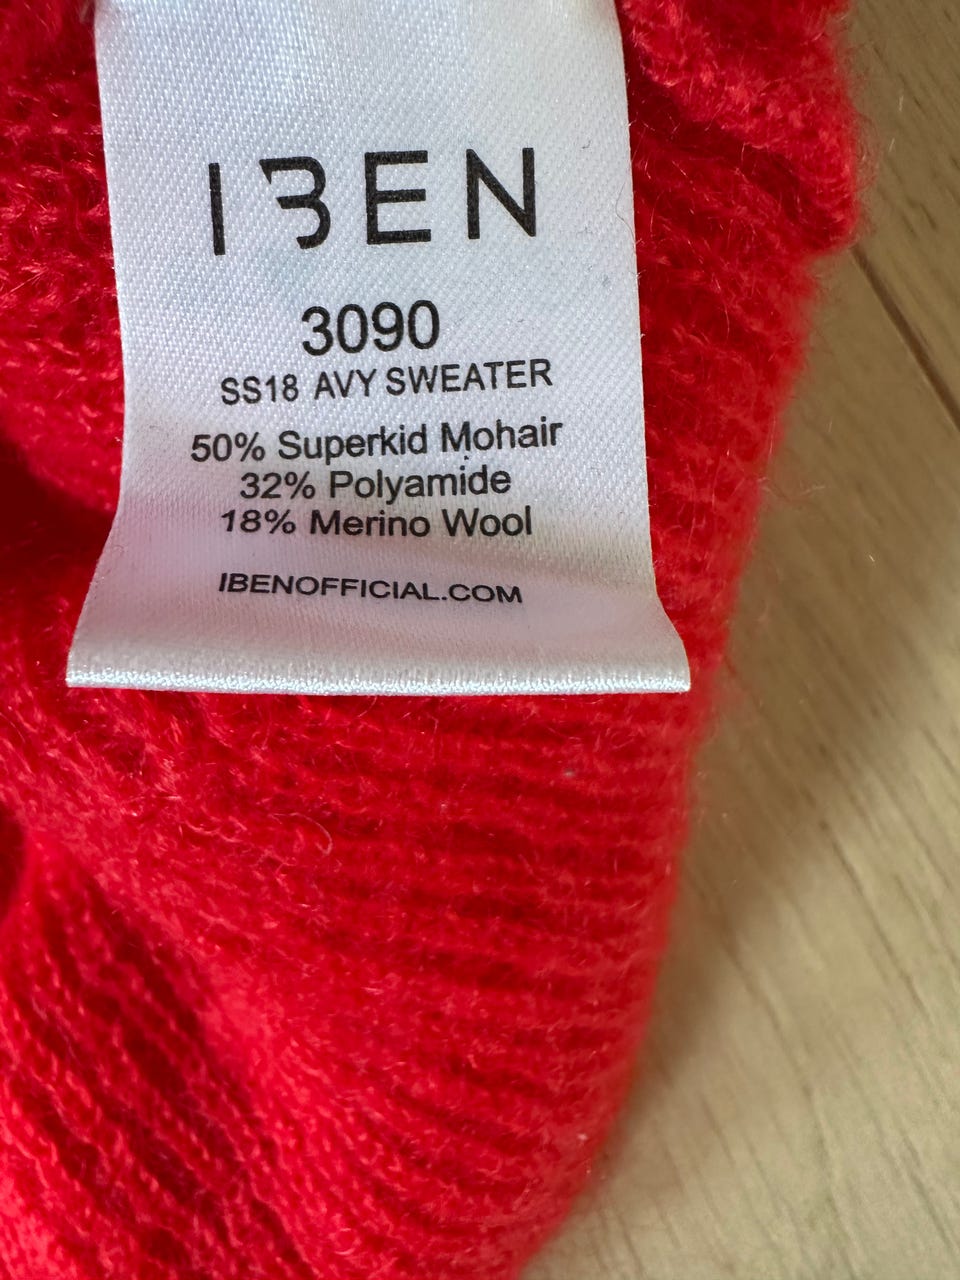 IBEN
3090
SS18 AVY SWEATER
50% Superkid Mohair
32% Polyamide
18% Merino Wool
IBENOFFICIAL.COM